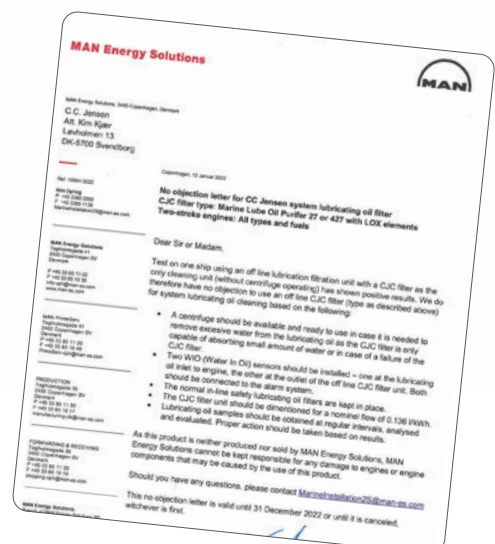 MAN Energy Solutions
MAN
MAN Energy Solutions, 2450 Copenhagen, Denmark
C.C. Jensen
Att. Kim Kjær
Løvholmen 13
DK-5700 Svendborg
Copenhagen, 12 Januar 2022
No objection letter for CC Jensen system lubricating oil filter
CJC filter type: Marine Lube Oil Purifer 27 or 427 with LOX elements
Two-stroke engines: All types and fuels
Dear Sir or Madam,
Test on one ship using an off line lubrication filtration unit with a CJC filter as the
only cleaning unit (without centrifuge operating) has shown positive results. We do
therefore have no objection to use an off line CJC filter (type as described above)
for system lubricating oil cleaning based on the following:
• A centrifuge should be available and ready to use in case it is needed to
remove excessive water from the lubricating oil as the CJC filter is only
capable of absorbing small amount of water or in case of a failure of the
CJC filter.
• Two WIO (Water In Oil) sensors should be installed – one at the lubricating
oil inlet to engine, the other at the outlet of the off line CJC filter unit. Both
should be connected to the alarm system.
• The normal in-line safety lubricating oil filters are kept in place.
• The CJC filter unit should be dimentioned for a nominel flow of 0.136 l/kWh.
• Lubricating oil samples should be obtained at regular intervals, analysed
and evaluated. Proper action should be taken based on results.
As this product is neither produced nor sold by MAN Energy Solutions, MAN
Energy Solutions cannot be kept responsible for any damage to engines or engine
components that may be caused by the use of this product.
Should you have any questions, please contact MarineInstallation2S@man-es.com
This no objection letter is valid until 31 December 2022 or until it is canceled,
witchever is first.
MAN Energy Solutions
Teglholmsgade 41
2450 Copenhagen SV
Denmark
www.man-es.com
MAN PrimeServ
Teglholmsgade 41
2450 Copenhagen SV
Denmark
PRODUCTION
Teglholmsgade 35
2450 Copenhagen SV
Denmark
FORWARDING & RECEIVING
2450 Copenhagen SV
Denmark
MAN Energy Solutions